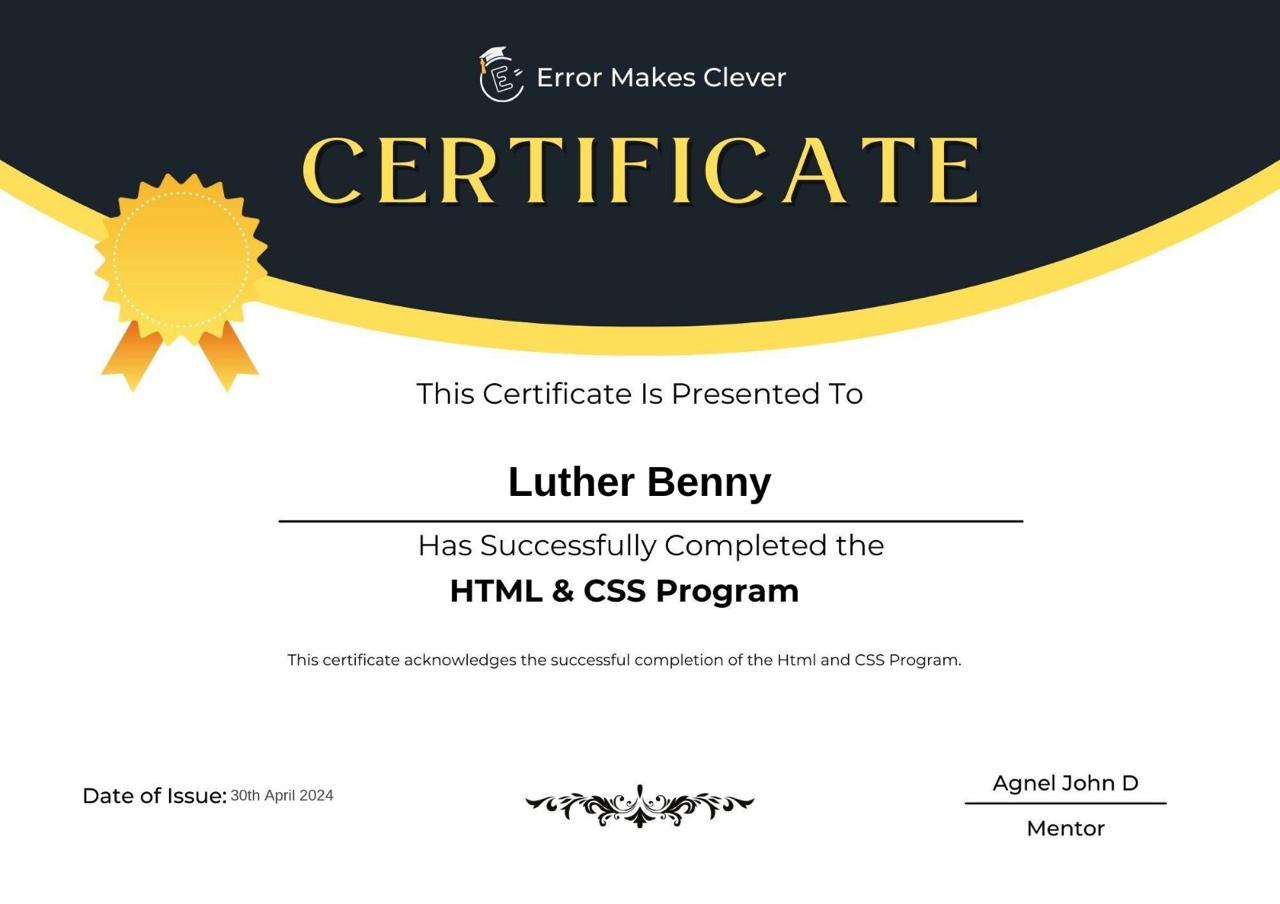 Error Makes Clever
CERTIFICATE
This Certificate Is Presented To
Luther Benny
Has Successfully Completed the
HTML & CSS Program
This certificate acknowledges the successful completion of the Html and CSS Program.
Date of Issue: 30th April 2024
Agnel John D
Mentor